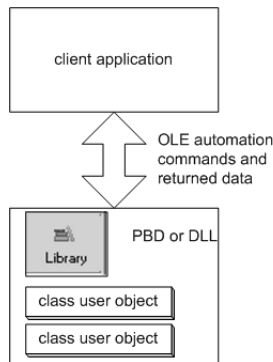 client application
OLE automation
commands and
returned data
PBD or DLL
Library
class user object
class user object